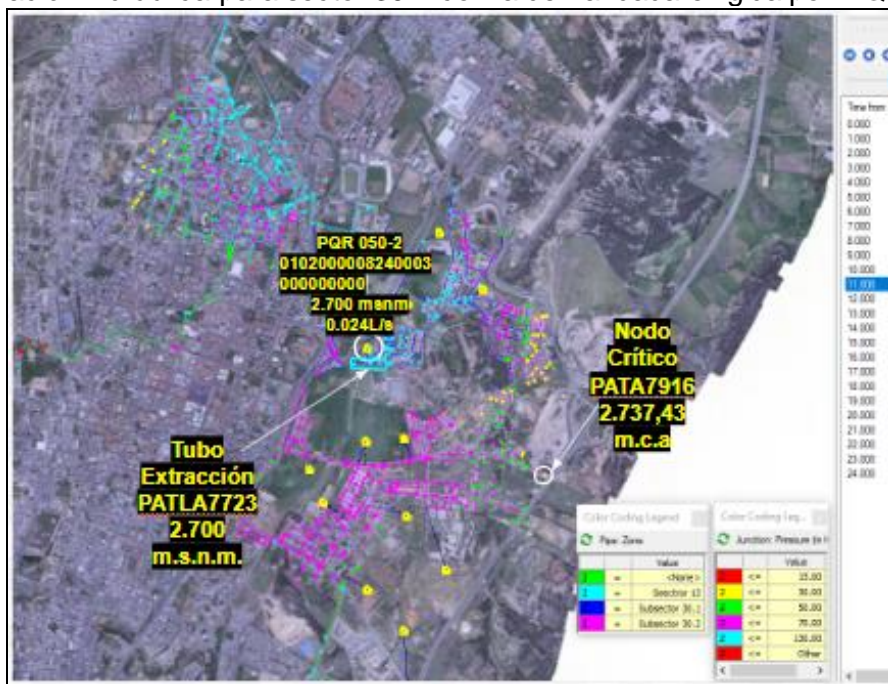 PQR 050-2
0102000008240003
000000000
2.700 msnm
0.024L/s
Nodo
Crítico
PATA7916
2.737,43
m.c.a
Tubo
Extracción
PATLA7723
2.700
m.s.n.m.
Color Coding Legend
Pipe: Zone
Value
<None>
Subsector 30.1
Subsector 30.2
Color Coding Leg...
Junction: Pressure (m
Value
<= 15.00
<= 30.00
<= 50.00
<= 70.00
<= 120.00
<= Other
Time from
0.000
1.000
2.000
3.000
4.000
5.000
6.000
7.000
8.000
9.000
10.000
11.000
12.000
13.000
14.000
15.000
16.000
17.000
18.000
19.000
20.000
21.000
22.000
23.000
24.000